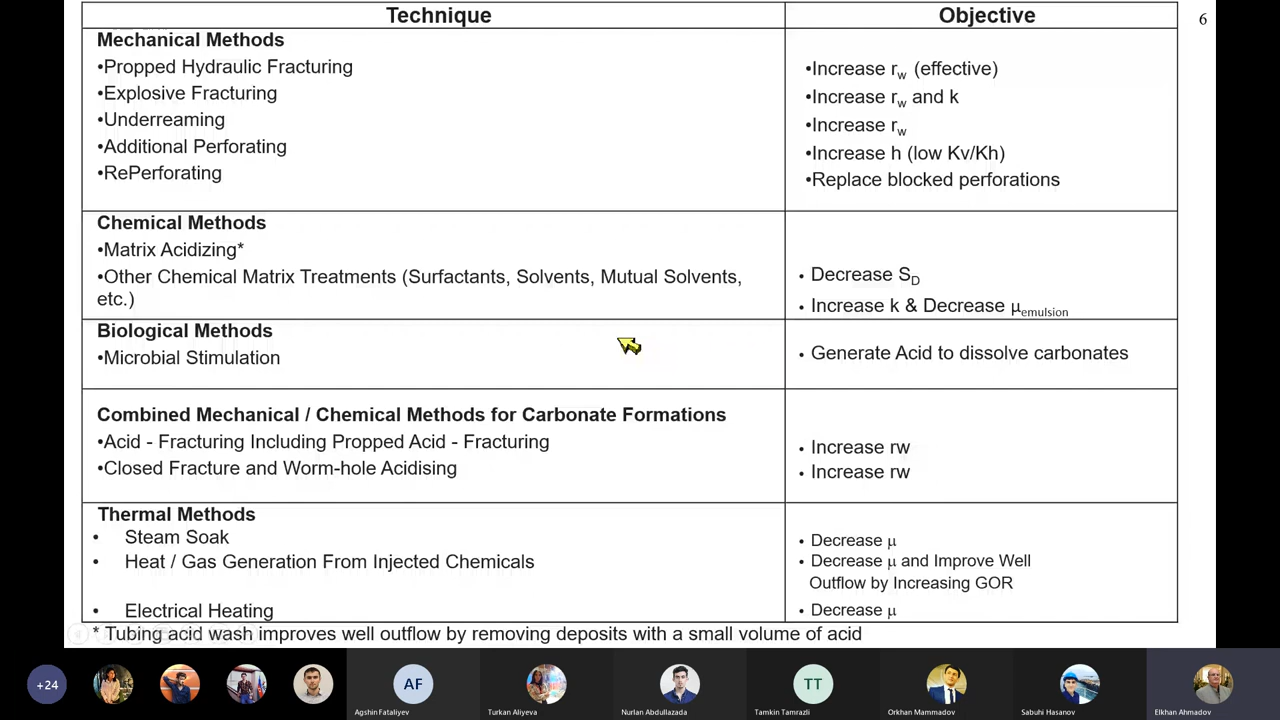 Technique
Objective
6
Mechanical Methods
•Propped Hydraulic Fracturing
•Explosive Fracturing
•Underreaming
•Additional Perforating
•RePerforating
•Increase rw (effective)
•Increase rw and k
•Increase rw
•Increase h (low Kv/Kh)
•Replace blocked perforations
Chemical Methods
•Matrix Acidizing*
•Other Chemical Matrix Treatments (Surfactants, Solvents, Mutual Solvents,
etc.)
• Decrease SD
• Increase k & Decrease μemulsion
Biological Methods
•Microbial Stimulation
• Generate Acid to dissolve carbonates
Combined Mechanical / Chemical Methods for Carbonate Formations
•Acid - Fracturing Including Propped Acid - Fracturing
•Closed Fracture and Worm-hole Acidising
• Increase rw
• Increase rw
Thermal Methods
• Steam Soak
• Heat / Gas Generation From Injected Chemicals
• Electrical Heating
• Decrease μ
• Decrease μ and Improve Well
Outflow by Increasing GOR
• Decrease μ
* Tubing acid wash improves well outflow by removing deposits with a small volume of acid
+24
AF
TT
Agshin Fataliyev
Turkan Aliyeva
Nurlan Abdullazada
Tamkin Tamrazli
Orkhan Mammadov
Sabuhi Hasanov
Elkhan Ahmadov